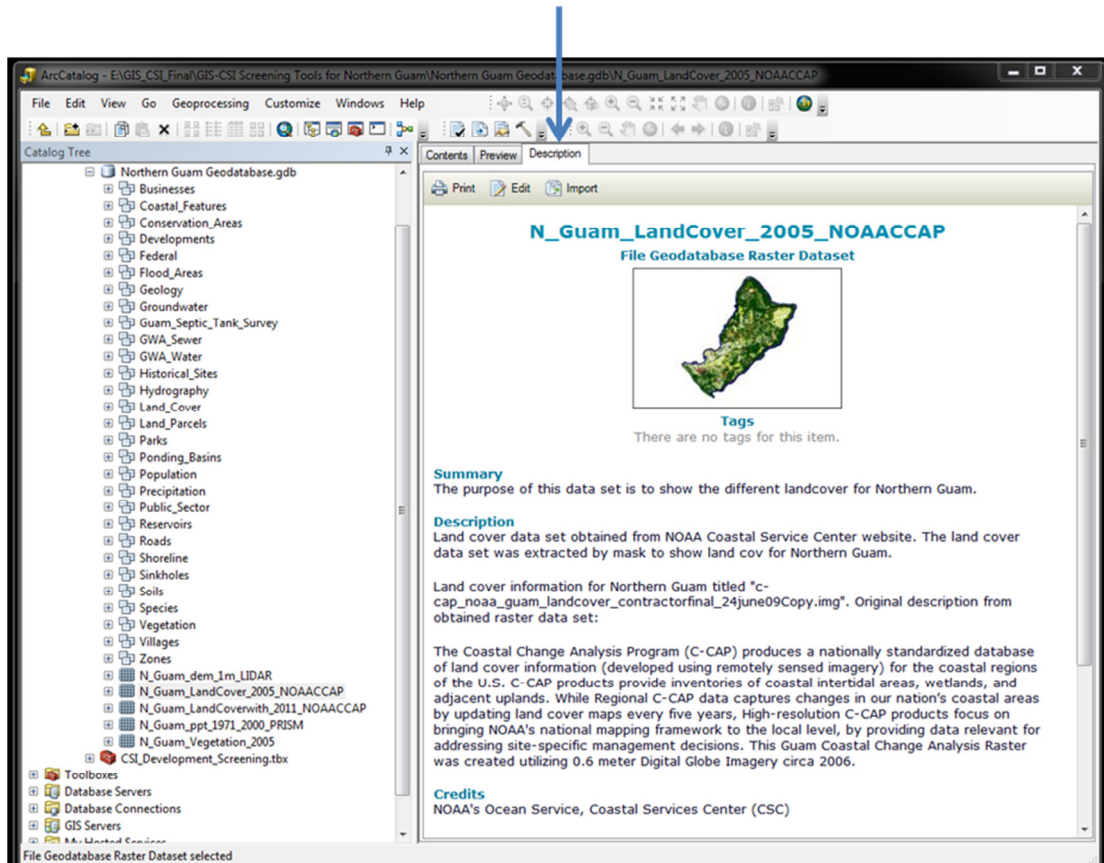 ArcCatalog - E:\GIS_CSI_Final\GIS-CSI Screening Tools for Northern Guam\Northern Guam Geodatabase.gdb\N_Guam_LandCover_2005_NOAACCAP
File Edit View Go Geoprocessing Customize Windows Help
Catalog Tree
Northern Guam Geodatabase.gdb
Businesses
Coastal_Features
Conservation_Areas
Developments
Federal
Flood_Areas
Geology
Groundwater
Guam_Septic_Tank_Survey
GWA_Sewer
GWA_Water
Historical_Sites
Hydrography
Land_Cover
Land_Parcels
Parks
Ponding_Basins
Population
Precipitation
Public_Sector
Reservoirs
Roads
Shoreline
Sinkholes
Soils
Species
Vegetation
Villages
Zones
N_Guam_dem_1m_LIDAR
N_Guam_LandCover_2005_NOAACCAP
N_Guam_LandCoverwith_2011_NOAACCAP
N_Guam_ppt_1971_2000_PRISM
N_Guam_Vegetation_2005
CSI_Development_Screening.tbx
Toolboxes
Database Servers
Database Connections
GIS Servers
My Hosted Services
Contents Preview Description
Print Edit Import
N_Guam_LandCover_2005_NOAACCAP
File Geodatabase Raster Dataset
Tags
There are no tags for this item.
Summary
The purpose of this data set is to show the different landcover for Northern Guam.
Description
Land cover data set obtained from NOAA Coastal Service Center website. The land cover
data set was extracted by mask to show land cov for Northern Guam.
Land cover information for Northern Guam titled "c-
cap_noaa_guam_landcover_contractorfinal_24june09Copy.img". Original description from
obtained raster data set:
The Coastal Change Analysis Program (C-CAP) produces a nationally standardized database
of land cover information (developed using remotely sensed imagery) for the coastal regions
of the U.S. C-CAP products provide inventories of coastal intertidal areas, wetlands, and
adjacent uplands. While Regional C-CAP data captures changes in our nation's coastal areas
by updating land cover maps every five years, High-resolution C-CAP products focus on
bringing NOAA's national mapping framework to the local level, by providing data relevant for
addressing site-specific management decisions. This Guam Coastal Change Analysis Raster
was created utilizing 0.6 meter Digital Globe Imagery circa 2006.
Credits
NOAA's Ocean Service, Coastal Services Center (CSC)
File Geodatabase Raster Dataset selected